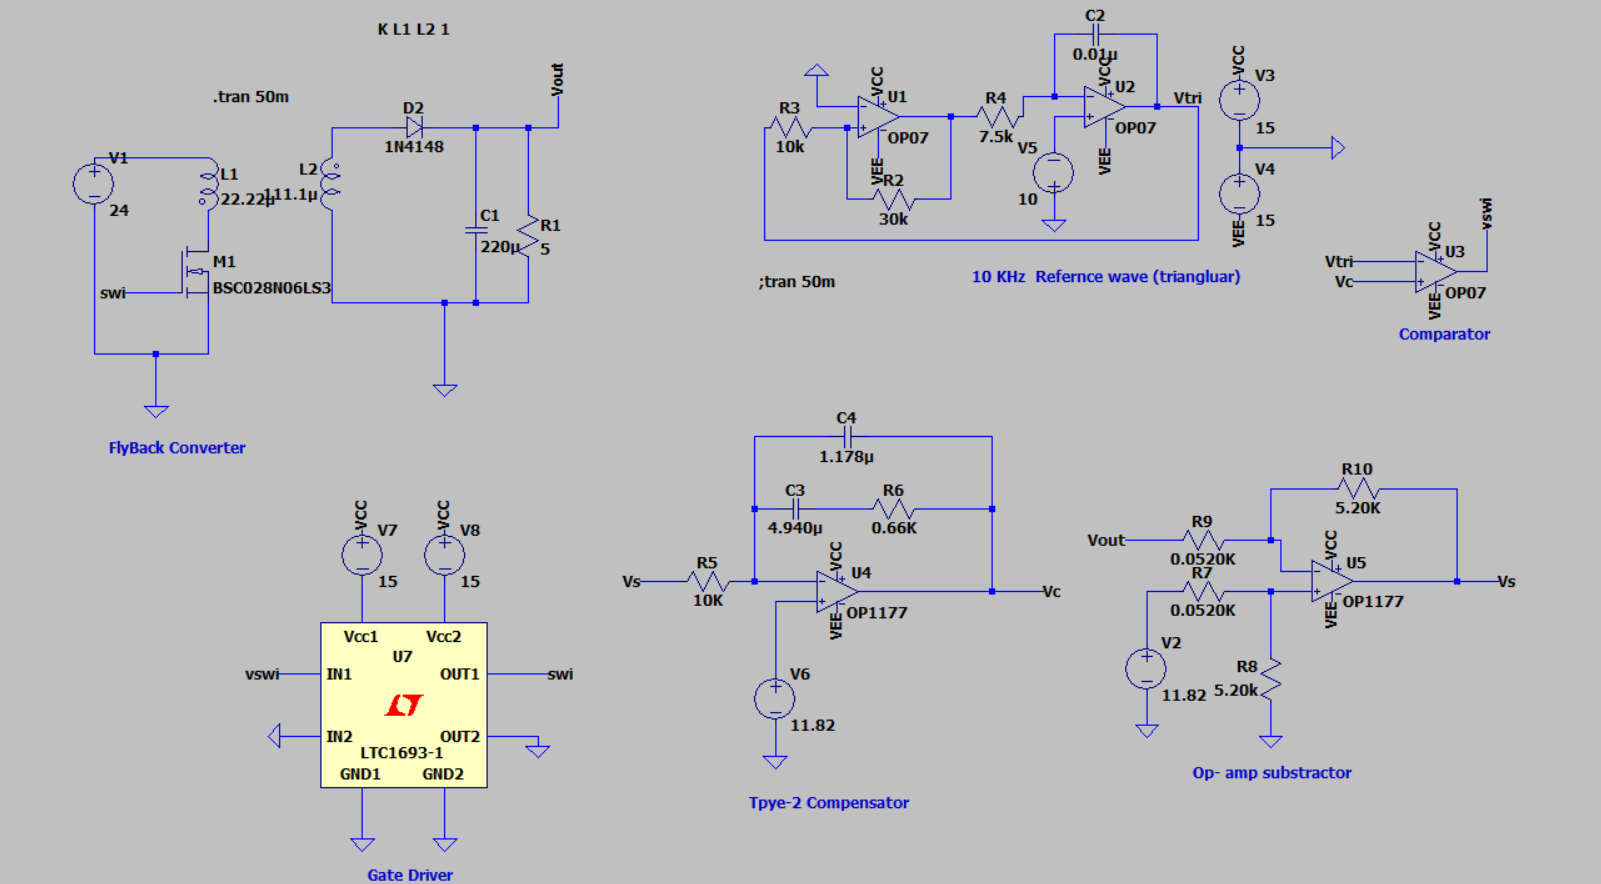 K L1 L2 1
.tran 50m
Vout
D2
1N4148
V1
24
L1
22.22µ
L2
111.1µ
C1
220µ
R1
5
M1
BSC028N06LS3
swi
FlyBack Converter
C2
0.01µ
VCC
U1
OP07
VEE
R3
10k
R2
30k
R4
7.5k
VCC
U2
OP07
VEE
V5
10
Vtri
;tran 50m
10 KHz Refernce wave (triangluar)
VCC
V3
15
V4
15
VEE
vswi
Vtri
Vc
VCC
U3
OP07
VEE
Comparator
VCC
V7
15
VCC
V8
15
Vcc1
Vcc2
U7
vswi
IN1
OUT1
swi
IN2
OUT2
LTC1693-1
GND1
GND2
Gate Driver
C4
1.178µ
C3
4.940µ
R6
0.66K
Vs
R5
10K
VCC
U4
OP1177
VEE
Vc
V6
11.82
Tpye-2 Compensator
R10
5.20K
Vout
R9
0.0520K
R7
0.0520K
VCC
U5
OP1177
VEE
Vs
V2
11.82
R8
5.20k
Op- amp substractor